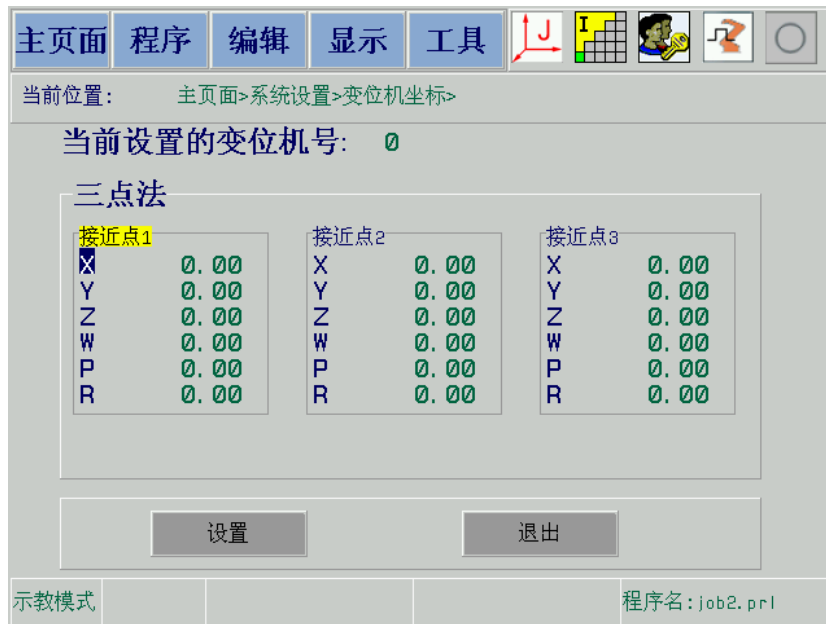 主页面 程序 编辑 显示 工具 J I
当前位置: 主页面>系统设置>变位机坐标>
当前设置的变位机号: 0
三点法
接近点1 接近点2 接近点3
X 0.00 X 0.00 X 0.00
Y 0.00 Y 0.00 Y 0.00
Z 0.00 Z 0.00 Z 0.00
W 0.00 W 0.00 W 0.00
P 0.00 P 0.00 P 0.00
R 0.00 R 0.00 R 0.00
设置 退出
示教模式 程序名:job2.prl